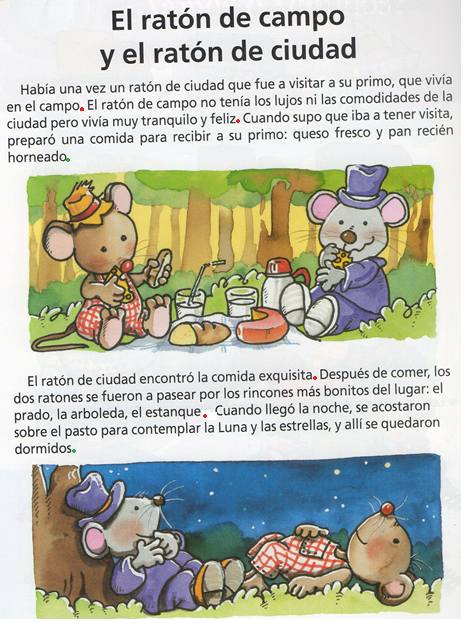 El ratón de campo
y el ratón de ciudad
Había una vez un ratón de ciudad que fue a visitar a su primo, que vivía
en el campo. El ratón de campo no tenía los lujos ni las comodidades de la
ciudad pero vivía muy tranquilo y feliz. Cuando supo que iba a tener visita,
preparó una comida para recibir a su primo: queso fresco y pan recién
horneado.
El ratón de ciudad encontró la comida exquisita. Después de comer, los
dos ratones se fueron a pasear por los rincones más bonitos del lugar: el
prado, la arboleda, el estanque. Cuando llegó la noche, se acostaron
sobre el pasto para contemplar la Luna y las estrellas, y allí se quedaron
dormidos.